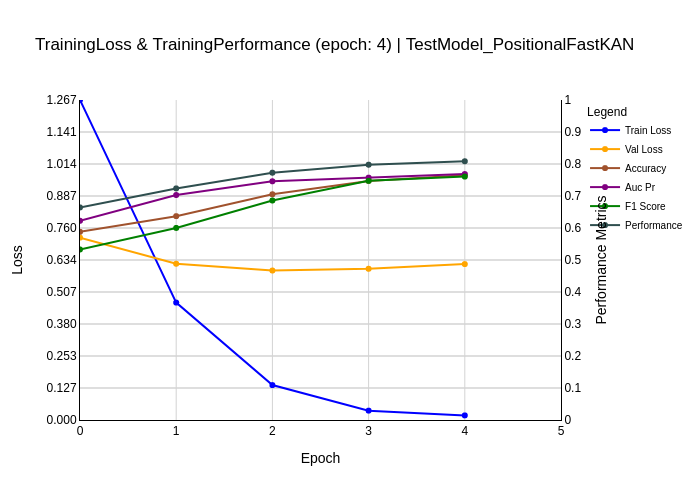 TrainingLoss & TrainingPerformance (epoch: 4) | TestModel_PositionalFastKAN
1.267
1.141
1.014
0.887
0.760
0.634
0.507
0.380
0.253
0.127
0.000
Loss
0
1
2
3
4
5
Epoch
1
0.9
0.8
0.7
0.6
0.5
0.4
0.3
0.2
0.1
0
Performance Metrics
Legend
Train Loss
Val Loss
Accuracy
Auc Pr
F1 Score
Performance